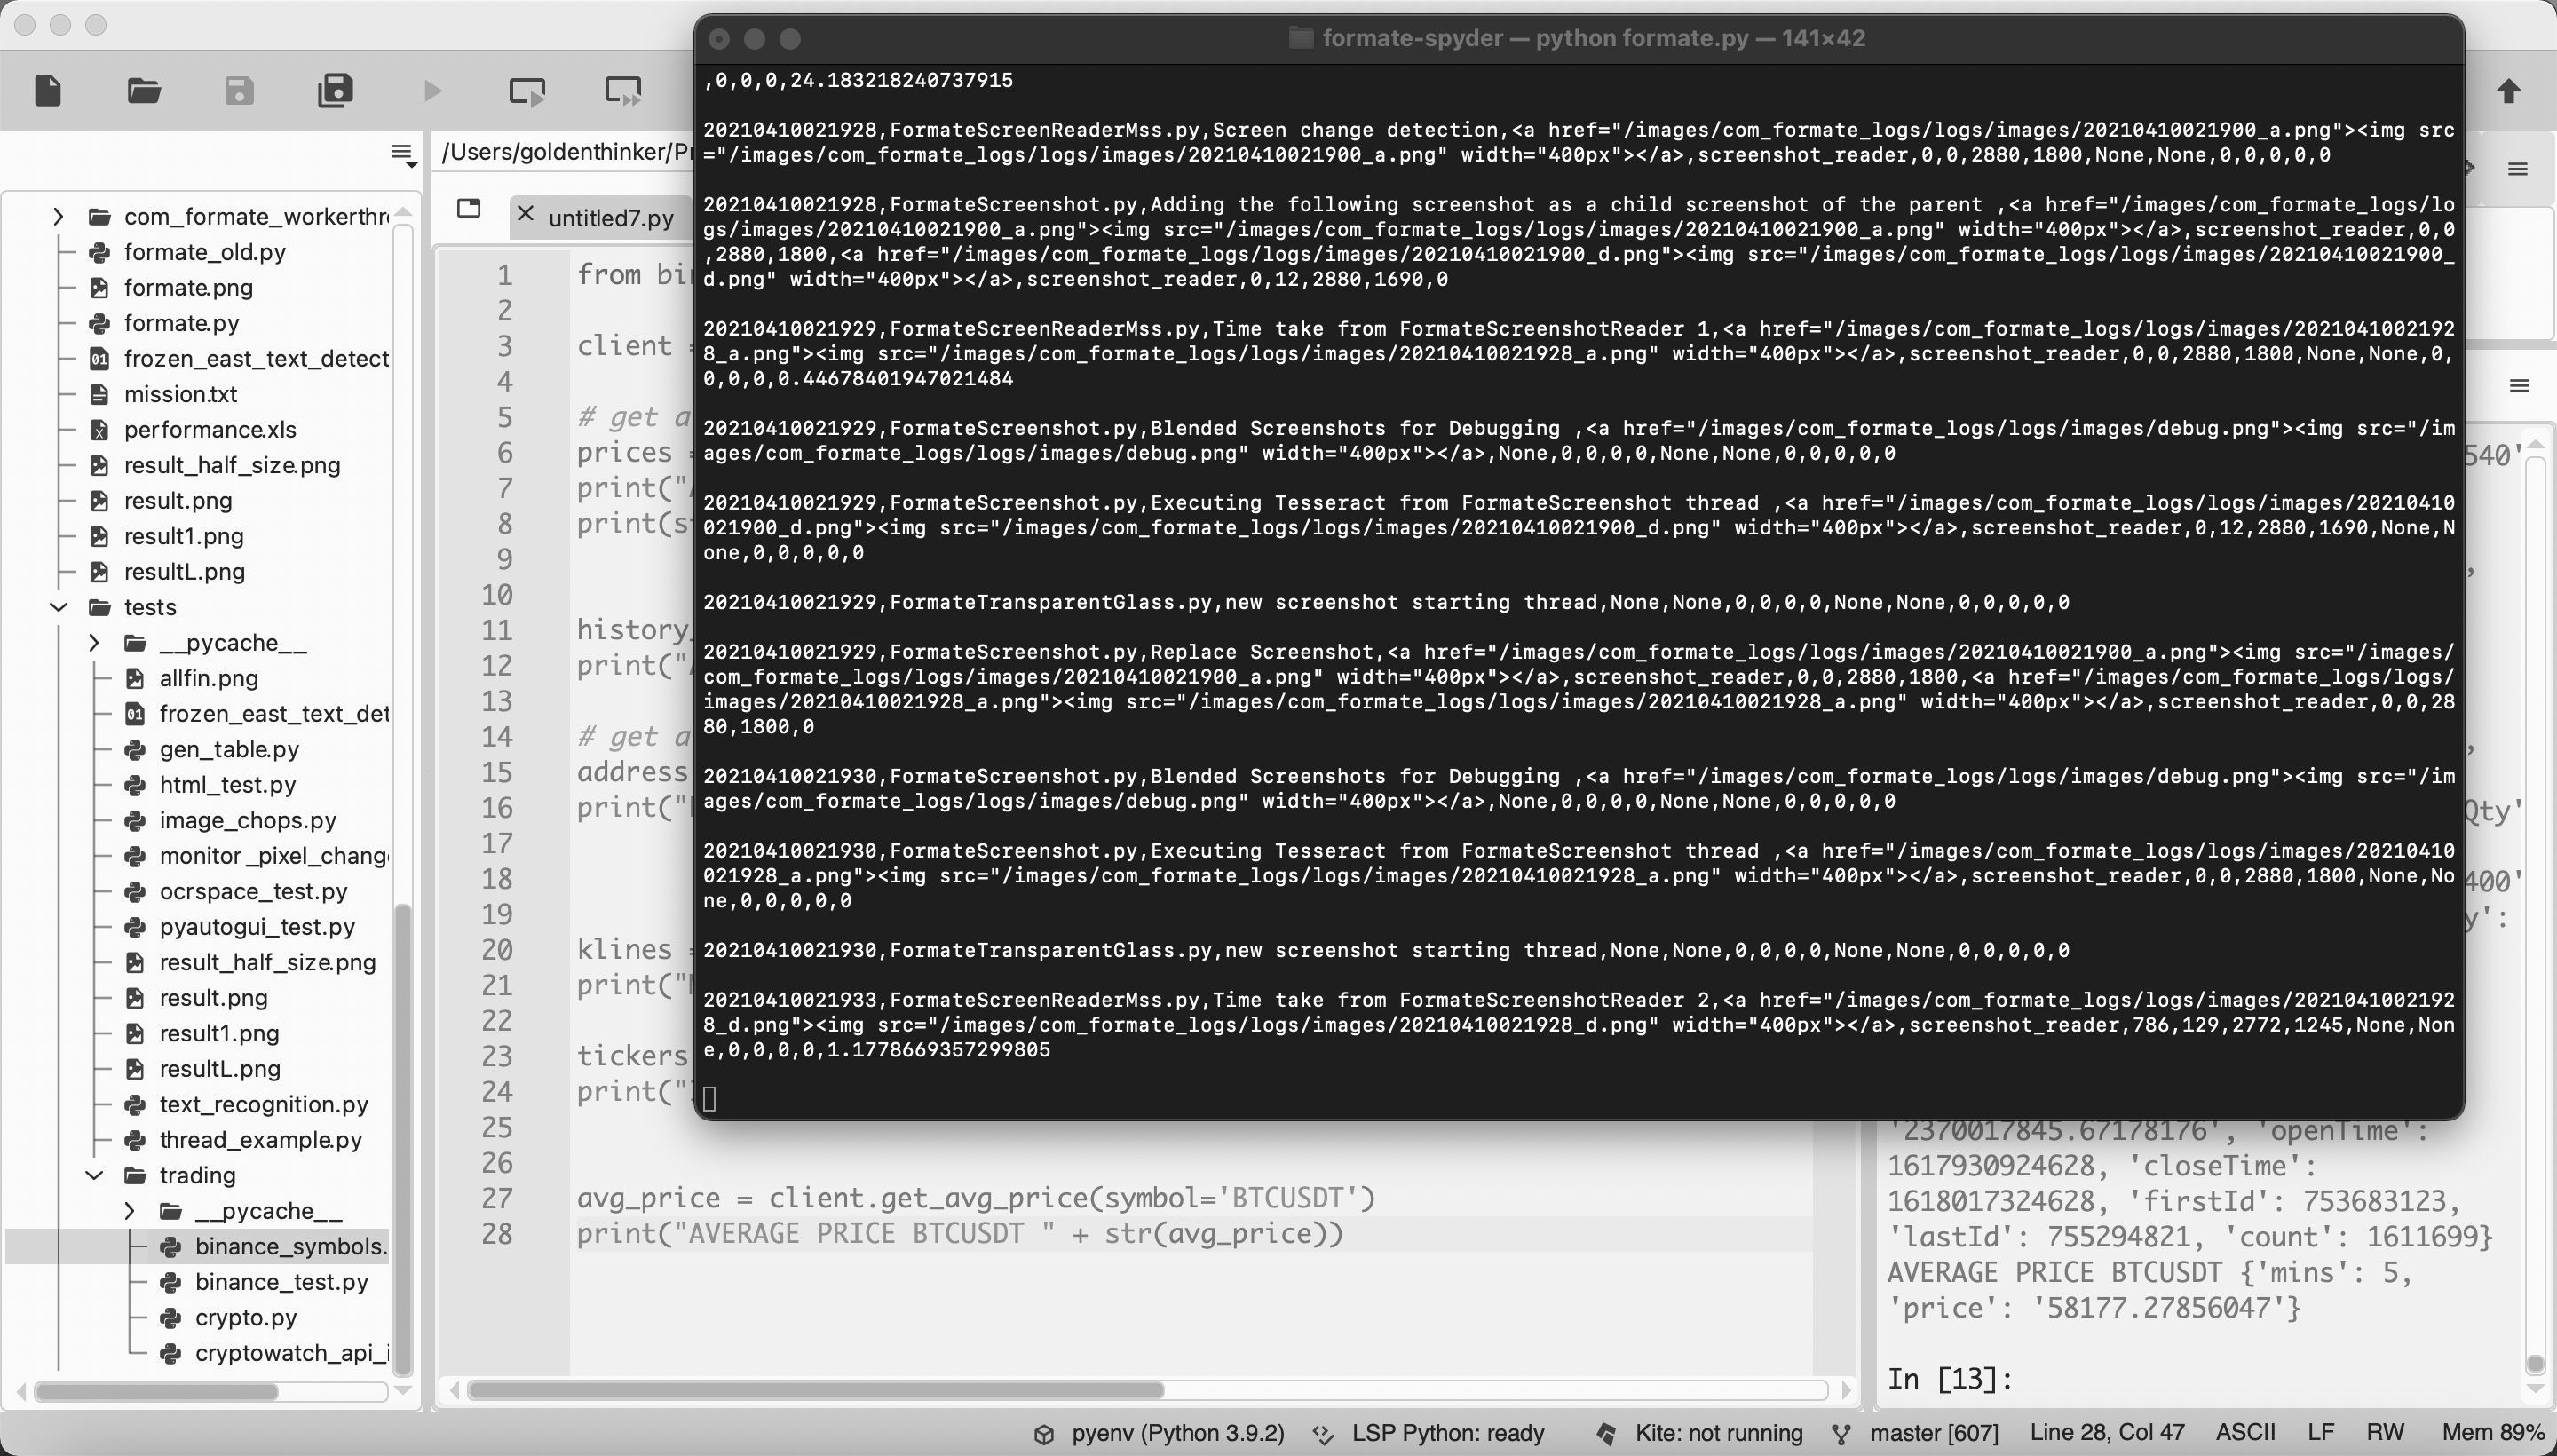 formate-spyder — python formate.py — 141×42
,0,0,0,24.183218240737915
20210410021928,FormateScreenReaderMss.py,Screen change detection,<a href="/images/com_formate_logs/logs/images/20210410021900_a.png"><img src
="/images/com_formate_logs/logs/images/20210410021900_a.png" width="400px"></a>,screenshot_reader,0,0,2880,1800,None,None,0,0,0,0,0
20210410021928,FormateScreenshot.py,Adding the following screenshot as a child screenshot of the parent ,<a href="/images/com_formate_logs/lo
gs/images/20210410021900_a.png"><img src="/images/com_formate_logs/logs/images/20210410021900_a.png" width="400px"></a>,screenshot_reader,0,0
,2880,1800,<a href="/images/com_formate_logs/logs/images/20210410021900_d.png"><img src="/images/com_formate_logs/logs/images/20210410021900_
d.png" width="400px"></a>,screenshot_reader,0,12,2880,1690,0
20210410021929,FormateScreenReaderMss.py,Time take from FormateScreenshotReader 1,<a href="/images/com_formate_logs/logs/images/2021041002192
8_a.png"><img src="/images/com_formate_logs/logs/images/20210410021928_a.png" width="400px"></a>,screenshot_reader,0,0,2880,1800,None,None,0,
0,0,0,0.44678401947021484
20210410021929,FormateScreenshot.py,Blended Screenshots for Debugging ,<a href="/images/com_formate_logs/logs/images/debug.png"><img src="/im
ages/com_formate_logs/logs/images/debug.png" width="400px"></a>,None,0,0,0,0,None,None,0,0,0,0,0
20210410021929,FormateScreenshot.py,Executing Tesseract from FormateScreenshot thread ,<a href="/images/com_formate_logs/logs/images/20210410
021900_d.png"><img src="/images/com_formate_logs/logs/images/20210410021900_d.png" width="400px"></a>,screenshot_reader,0,12,2880,1690,None,N
one,0,0,0,0,0
20210410021929,FormateTransparentGlass.py,new screenshot starting thread,None,None,0,0,0,0,None,None,0,0,0,0,0
20210410021929,FormateScreenshot.py,Replace Screenshot,<a href="/images/com_formate_logs/logs/images/20210410021900_a.png"><img src="/images/
com_formate_logs/logs/images/20210410021900_a.png" width="400px"></a>,screenshot_reader,0,0,2880,1800,<a href="/images/com_formate_logs/logs/
images/20210410021928_a.png"><img src="/images/com_formate_logs/logs/images/20210410021928_a.png" width="400px"></a>,screenshot_reader,0,0,28
80,1800,0
20210410021930,FormateScreenshot.py,Blended Screenshots for Debugging ,<a href="/images/com_formate_logs/logs/images/debug.png"><img src="/im
ages/com_formate_logs/logs/images/debug.png" width="400px"></a>,None,0,0,0,0,None,None,0,0,0,0,0
20210410021930,FormateScreenshot.py,Executing Tesseract from FormateScreenshot thread ,<a href="/images/com_formate_logs/logs/images/20210410
021928_a.png"><img src="/images/com_formate_logs/logs/images/20210410021928_a.png" width="400px"></a>,screenshot_reader,0,0,2880,1800,None,No
ne,0,0,0,0,0
20210410021930,FormateTransparentGlass.py,new screenshot starting thread,None,None,0,0,0,0,None,None,0,0,0,0,0
20210410021933,FormateScreenReaderMss.py,Time take from FormateScreenshotReader 2,<a href="/images/com_formate_logs/logs/images/2021041002192
8_d.png"><img src="/images/com_formate_logs/logs/images/20210410021928_d.png" width="400px"></a>,screenshot_reader,786,129,2772,1245,None,Non
e,0,0,0,0,1.1778669357299805
com_formate_workerthr
formate_old.py
formate.png
formate.py
frozen_east_text_detect
mission.txt
performance.xls
result_half_size.png
result.png
result1.png
resultL.png
tests
__pycache__
allfin.png
frozen_east_text_det
gen_table.py
html_test.py
image_chops.py
monitor_pixel_chang
ocrspace_test.py
pyautogui_test.py
result_half_size.png
result.png
result1.png
resultL.png
text_recognition.py
thread_example.py
trading
__pycache__
binance_symbols.
binance_test.py
crypto.py
cryptowatch_api_i
/Users/goldenthinker/Pr
untitled7.py
1 from bi
2
3 client =
4
5 # get a
6 prices =
7 print("A
8 print(s
9
10
11 history_
12 print("A
13
14 # get a
15 address
16 print("
17
18
19
20 klines =
21 print("M
22
23 tickers
24 print("
25
26
27 avg_price = client.get_avg_price(symbol='BTCUSDT')
28 print("AVERAGE PRICE BTCUSDT " + str(avg_price))
540'
,
,
Qty'
400'
y':
'2370017845.67178176', 'openTime':
1617930924628, 'closeTime':
1618017324628, 'firstId': 753683123,
'lastId': 755294821, 'count': 1611699}
AVERAGE PRICE BTCUSDT {'mins': 5,
'price': '58177.27856047'}
In [13]:
pyenv (Python 3.9.2) LSP Python: ready Kite: not running master [607] Line 28, Col 47 ASCII LF RW Mem 89%